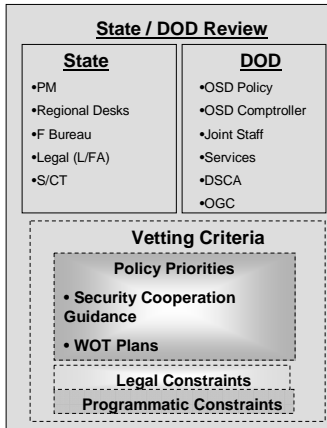 State / DOD Review
State
•PM
•Regional Desks
•F Bureau
•Legal (L/FA)
•S/CT
DOD
•OSD Policy
•OSD Comptroller
•Joint Staff
•Services
•DSCA
•OGC
Vetting Criteria
Policy Priorities
• Security Cooperation
Guidance
• WOT Plans
Legal Constraints
Programmatic Constraints